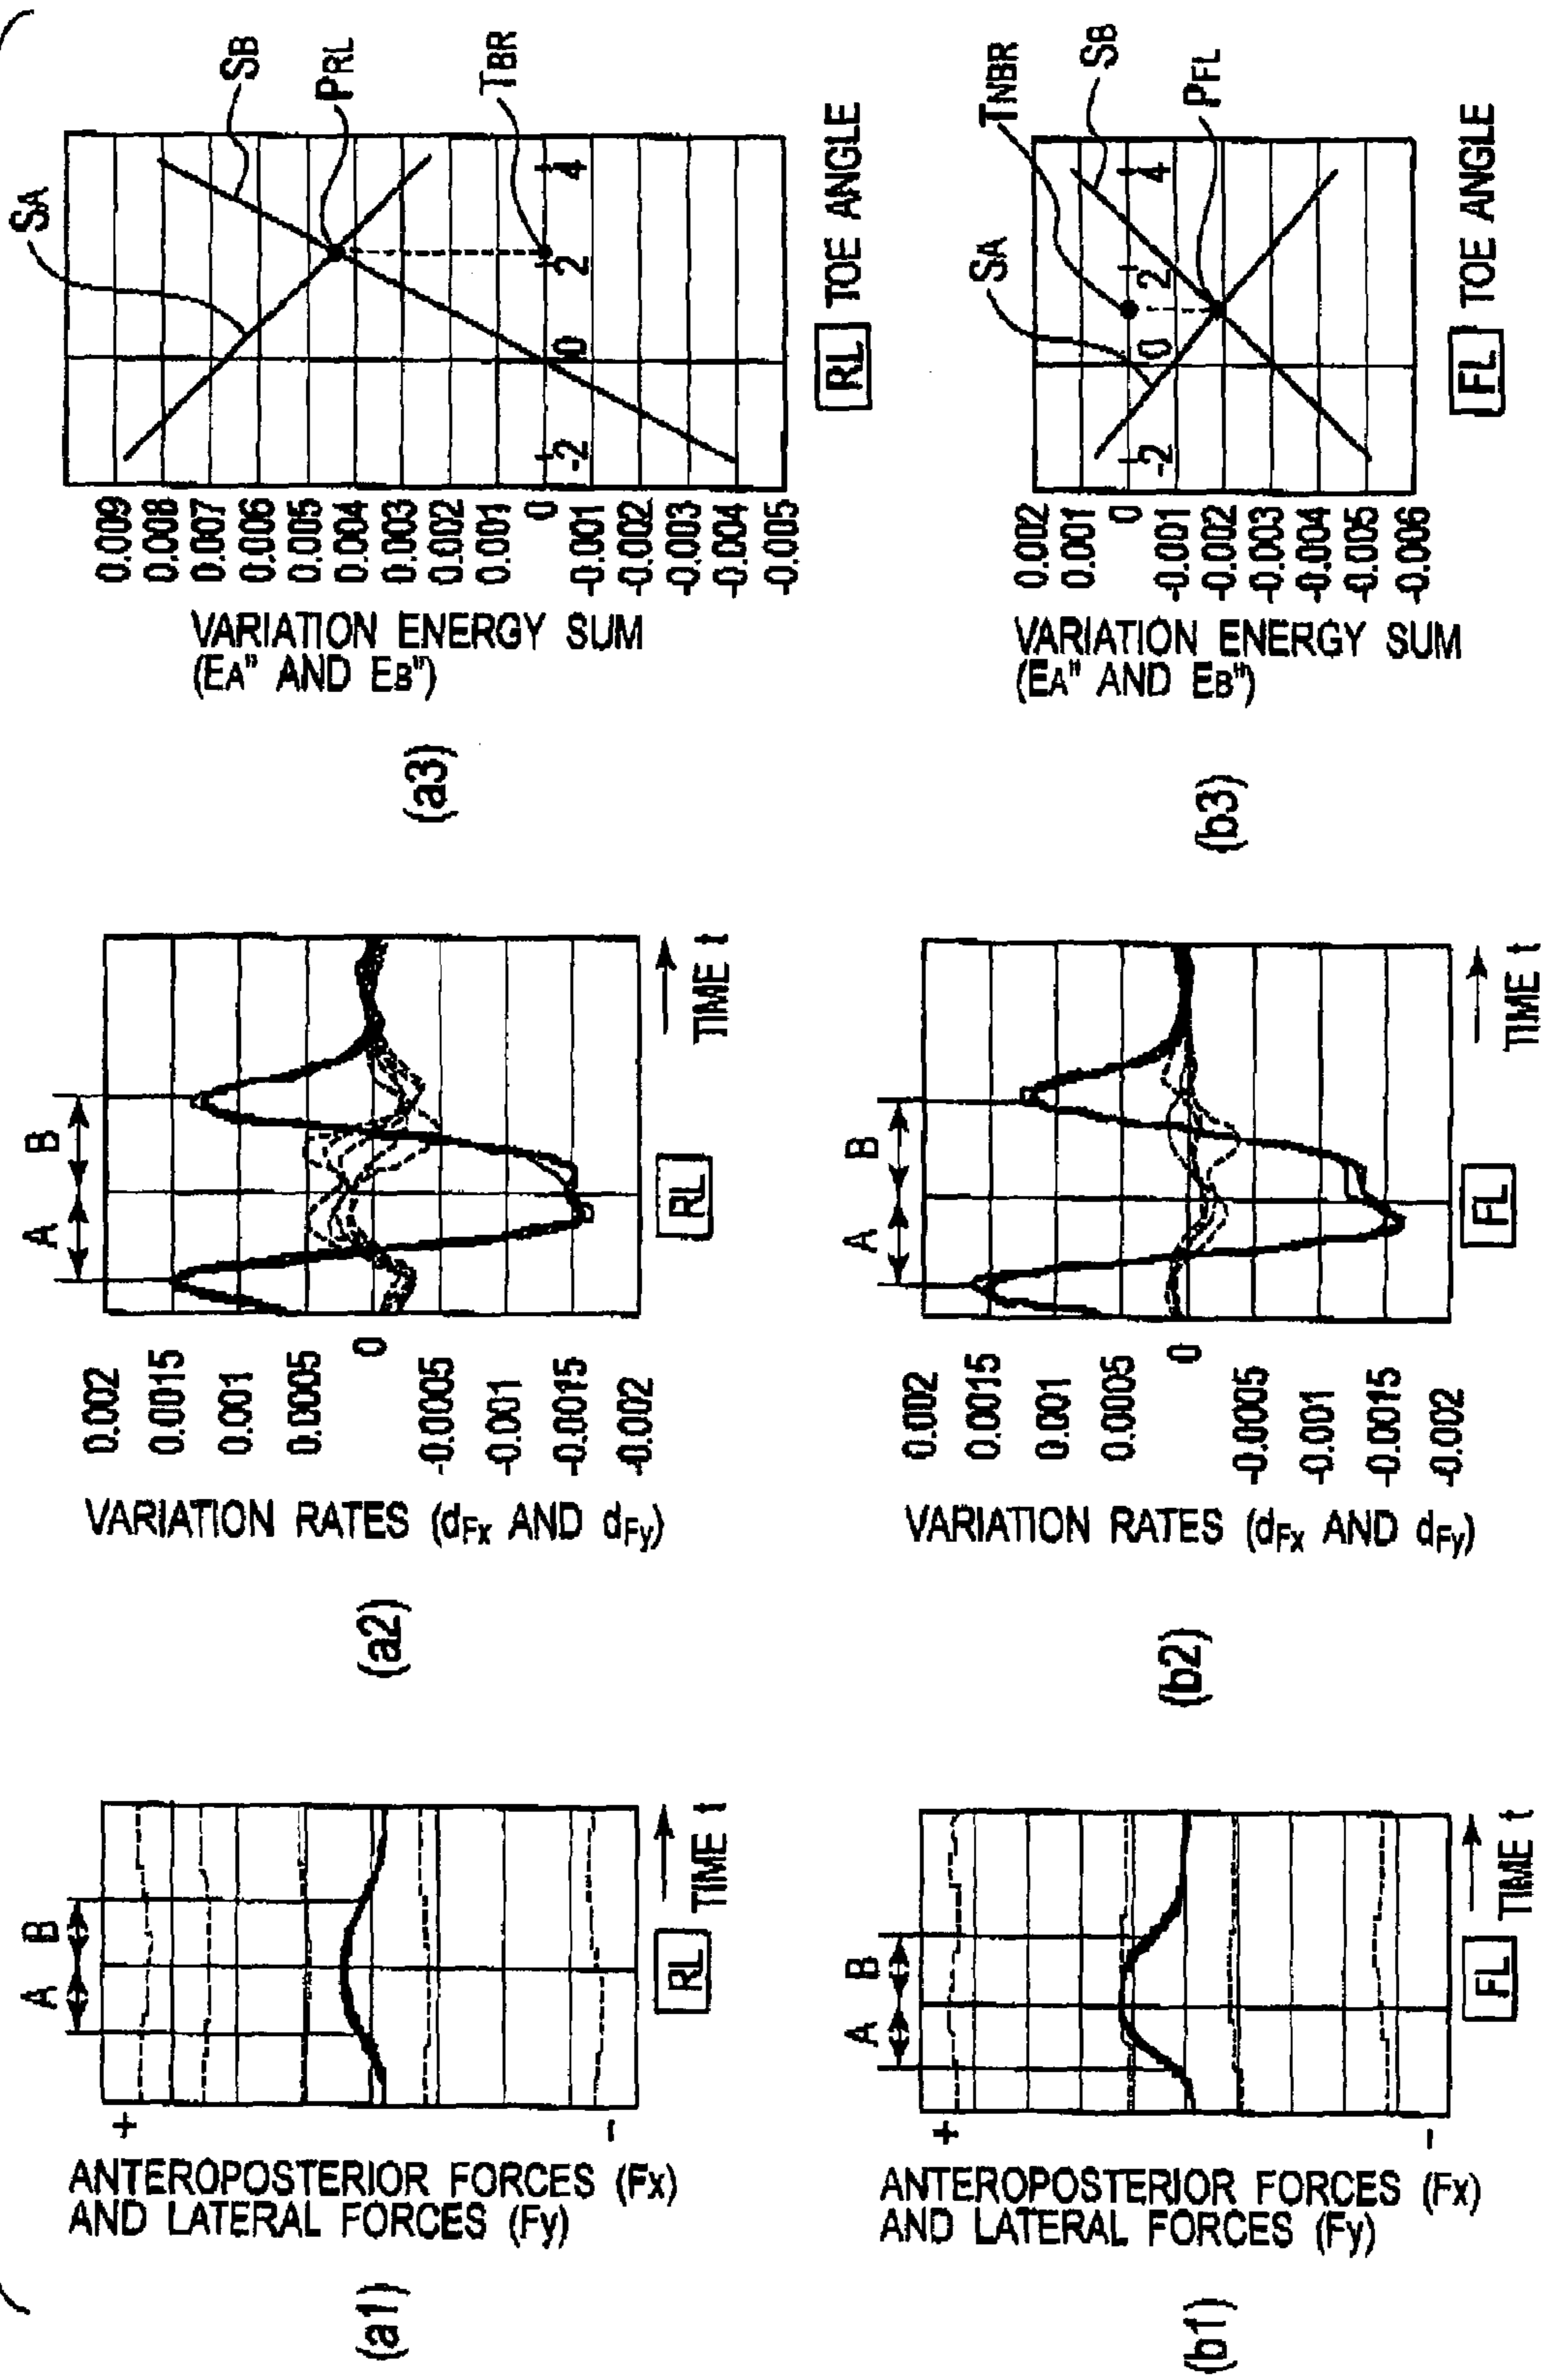 (a1)
ANTEROPOSTERIOR FORCES (Fx)
AND LATERAL FORCES (Fy)
+
-
A
B
RL
TIME t
(a2)
VARIATION RATES (dFx AND dFy)
0.002
0.0015
0.001
0.0005
0
-0.0005
-0.001
-0.0015
-0.002
A
B
RL
TIME t
(a3)
VARIATION ENERGY SUM
(EA" AND EB")
0.009
0.008
0.007
0.006
0.005
0.004
0.003
0.002
0.001
0
-0.001
-0.002
-0.003
-0.004
-0.005
-2
0
2
4
SA
SB
PRL
TBR
RL TOE ANGLE
(b1)
ANTEROPOSTERIOR FORCES (Fx)
AND LATERAL FORCES (Fy)
+
-
A
B
FL
TIME t
(b2)
VARIATION RATES (dFx AND dFy)
0.002
0.0015
0.001
0.0005
0
-0.0005
-0.001
-0.0015
-0.002
A
B
FL
TIME t
(b3)
VARIATION ENERGY SUM
(EA" AND EB")
0.002
0.001
0
-0.001
-0.002
-0.003
-0.004
-0.005
-0.006
-2
0
2
4
SA
TNBR
SB
PFL
FL TOE ANGLE